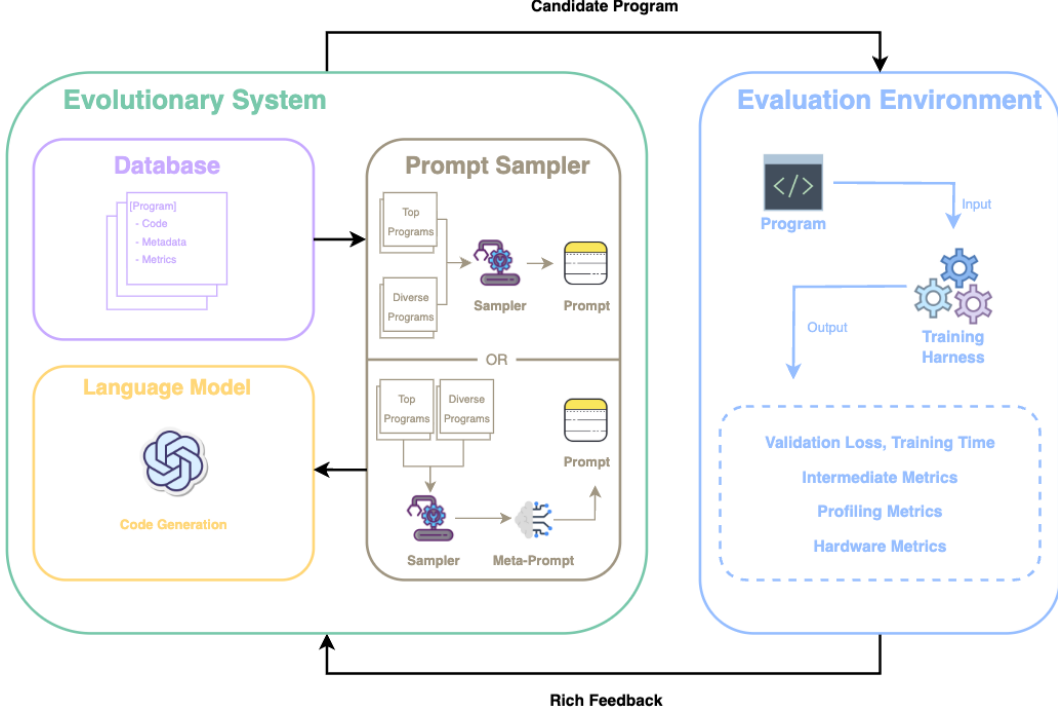 Candidate Program
Evolutionary System
Database
[Program]
- Code
- Metadata
- Metrics
Language Model
Code Generation
Prompt Sampler
Top
Programs
Diverse
Programs
Sampler
Prompt
OR
Top
Programs
Diverse
Programs
Prompt
Sampler
Meta-Prompt
Evaluation Environment
</>
Program
Input
Training
Harness
Output
Validation Loss, Training Time
Intermediate Metrics
Profiling Metrics
Hardware Metrics
Rich Feedback